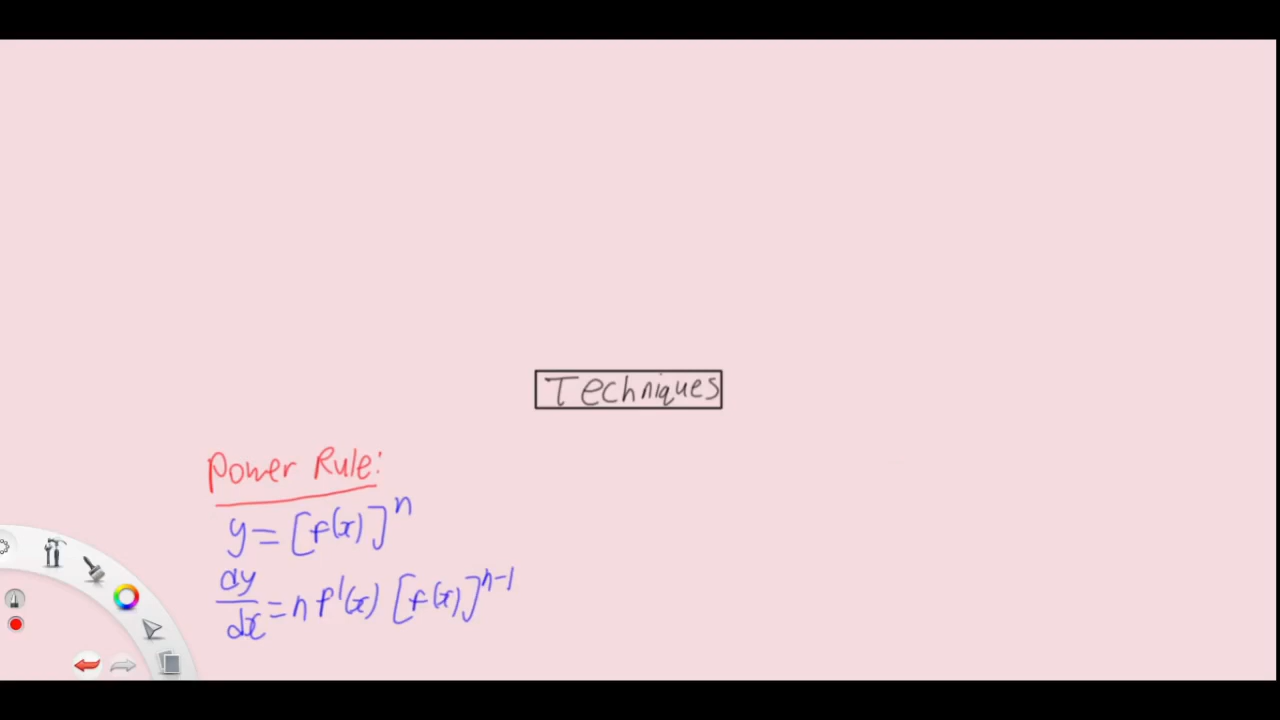 Techniques
Power Rule:
y = [f(x)]^n
dy/dx = n f'(x) [f(x)]^{n-1}